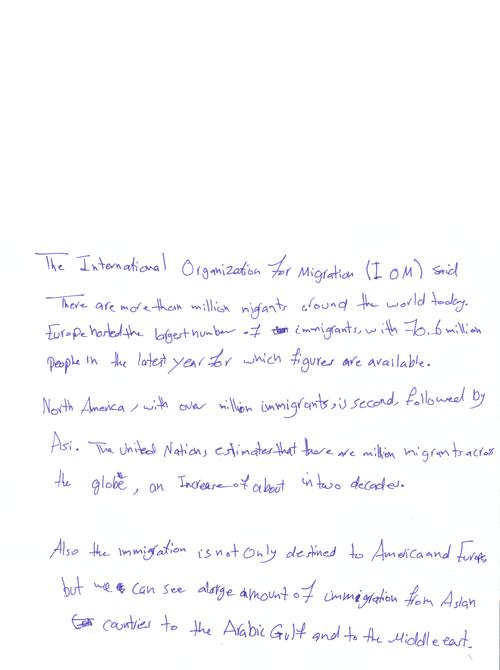 The International Organization For Migration (IOM) said
There are more than million migrants around the world today.
Europe hosted the largest number of immigrants, with 70.6 million
people in the latest year for which figures are available.
North America, with over million immigrants, is second, followed by
Asi. The United Nations estimates that there are million migrants across
the globe, an Increase of about in two decades.
Also the immigration is not Only destined to America and Europe
but we can see a large amount of immigration from Asian
countries to the Arabic Gulf and to the Middle east.